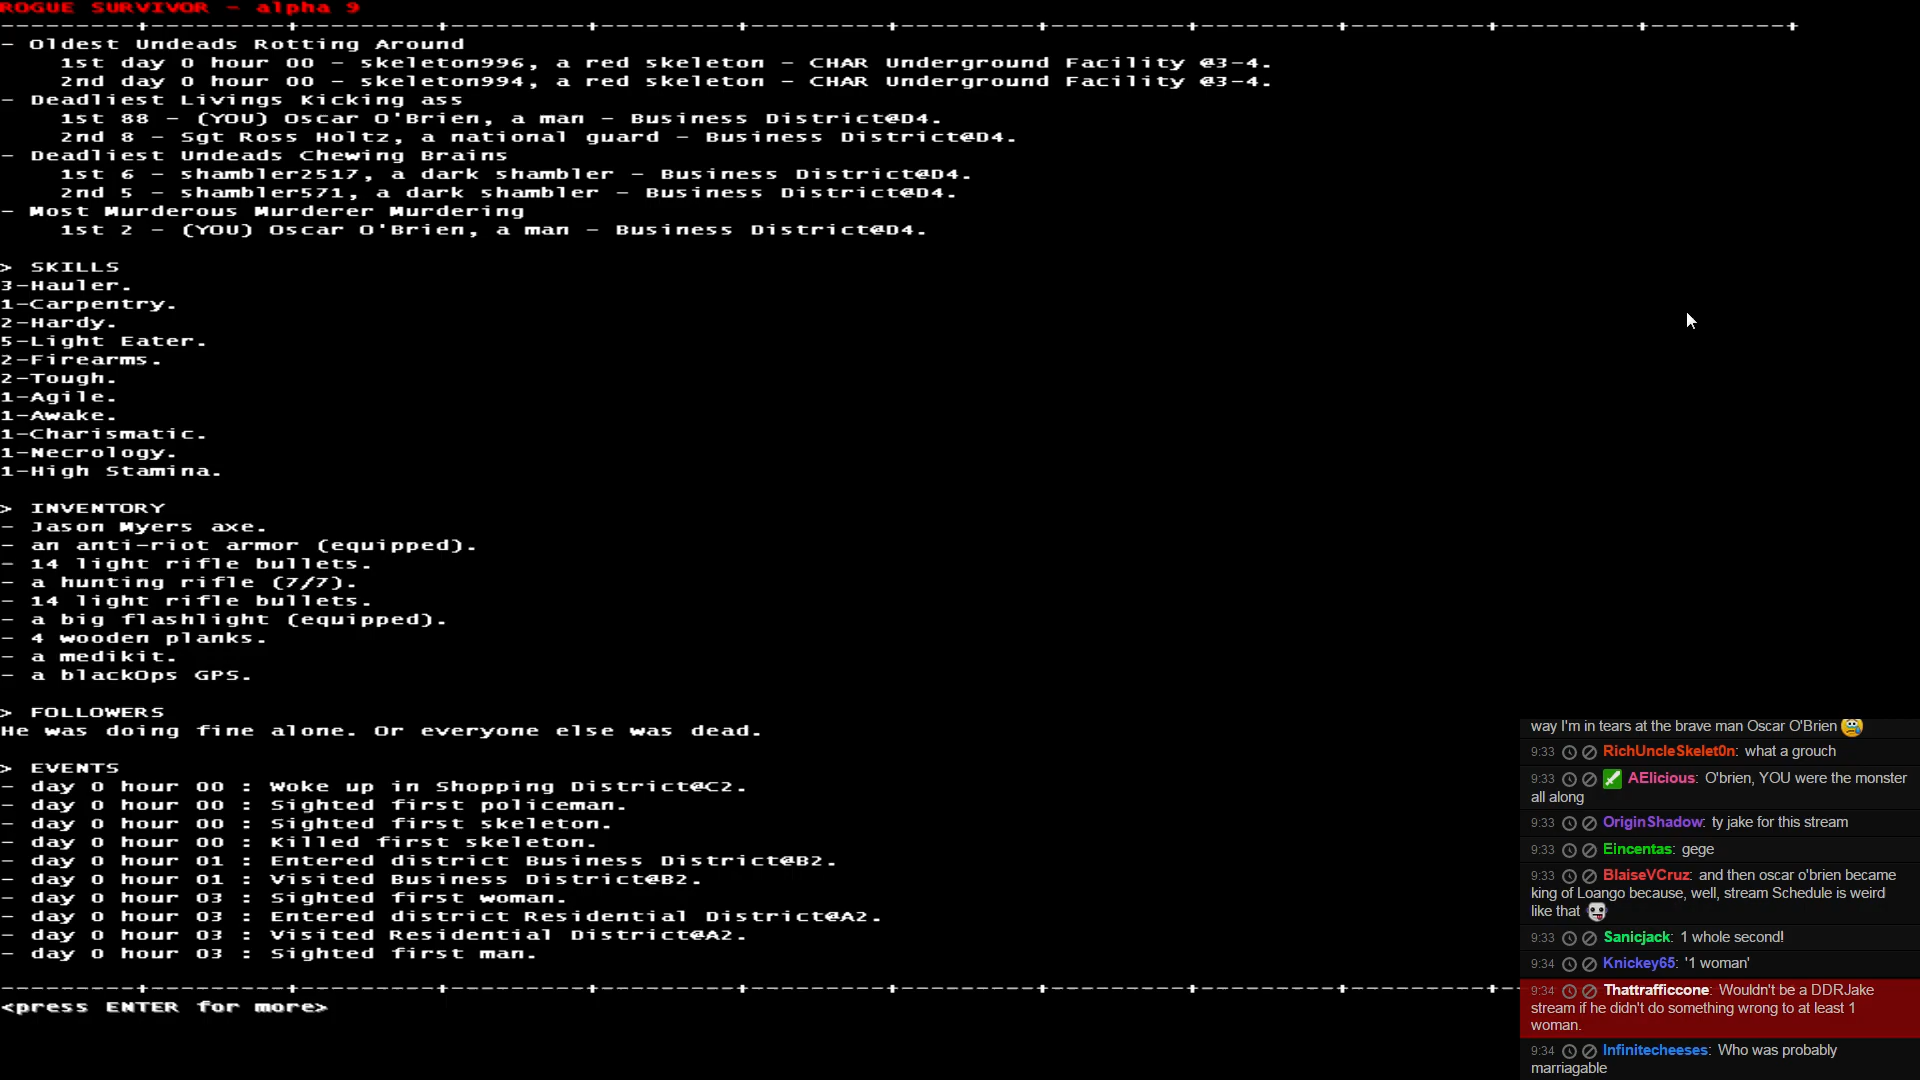 ROGUE SURVIVOR - alpha 9
---------+---------+---------+---------+---------+---------+---------+---------+---------+---------+---------+---------+
- Oldest Undeads Rotting Around
1st day 0 hour 00 - skeleton996, a red skeleton - CHAR Underground Facility @3-4.
2nd day 0 hour 00 - skeleton994, a red skeleton - CHAR Underground Facility @3-4.
- Deadliest Livings Kicking ass
1st 88 - (YOU) Oscar O'Brien, a man - Business District@D4.
2nd 8 - Sgt Ross Holtz, a national guard - Business District@D4.
- Deadliest Undeads Chewing Brains
1st 6 - shambler2517, a dark shambler - Business District@D4.
2nd 5 - shambler571, a dark shambler - Business District@D4.
- Most Murderous Murderer Murdering
1st 2 - (YOU) Oscar O'Brien, a man - Business District@D4.
> SKILLS
3-Hauler.
1-Carpentry.
2-Hardy.
5-Light Eater.
2-Firearms.
2-Tough.
1-Agile.
1-Awake.
1-Charismatic.
1-Necrology.
1-High Stamina.
> INVENTORY
- Jason Myers axe.
- an anti-riot armor (equipped).
- 14 light rifle bullets.
- a hunting rifle (7/7).
- 14 light rifle bullets.
- a big flashlight (equipped).
- 4 wooden planks.
- a medikit.
- a blackOps GPS.
> FOLLOWERS
He was doing fine alone. Or everyone else was dead.
> EVENTS
- day 0 hour 00 : Woke up in Shopping District@C2.
- day 0 hour 00 : Sighted first policeman.
- day 0 hour 00 : Sighted first skeleton.
- day 0 hour 00 : Killed first skeleton.
- day 0 hour 01 : Entered district Business District@B2.
- day 0 hour 01 : Visited Business District@B2.
- day 0 hour 03 : Sighted first woman.
- day 0 hour 03 : Entered district Residential District@A2.
- day 0 hour 03 : Visited Residential District@A2.
- day 0 hour 03 : Sighted first man.
---------+---------+---------+---------+---------+---------+---------+---------+---------+---------+-
<press ENTER for more>
way I'm in tears at the brave man Oscar O'Brien
9:33 RichUncleSkelet0n: what a grouch
9:33 AElicious: O'brien, YOU were the monster
all along
9:33 OriginShadow: ty jake for this stream
9:33 Eincentas: gege
9:33 BlaiseVCruz: and then oscar o'brien became
king of Loango because, well, stream Schedule is weird
like that
9:33 Sanicjack: 1 whole second!
9:34 Knickey65: '1 woman'
9:34 Thattrafficcone: Wouldn't be a DDRJake
stream if he didn't do something wrong to at least 1
woman.
9:34 Infinitecheeses: Who was probably
marriagable